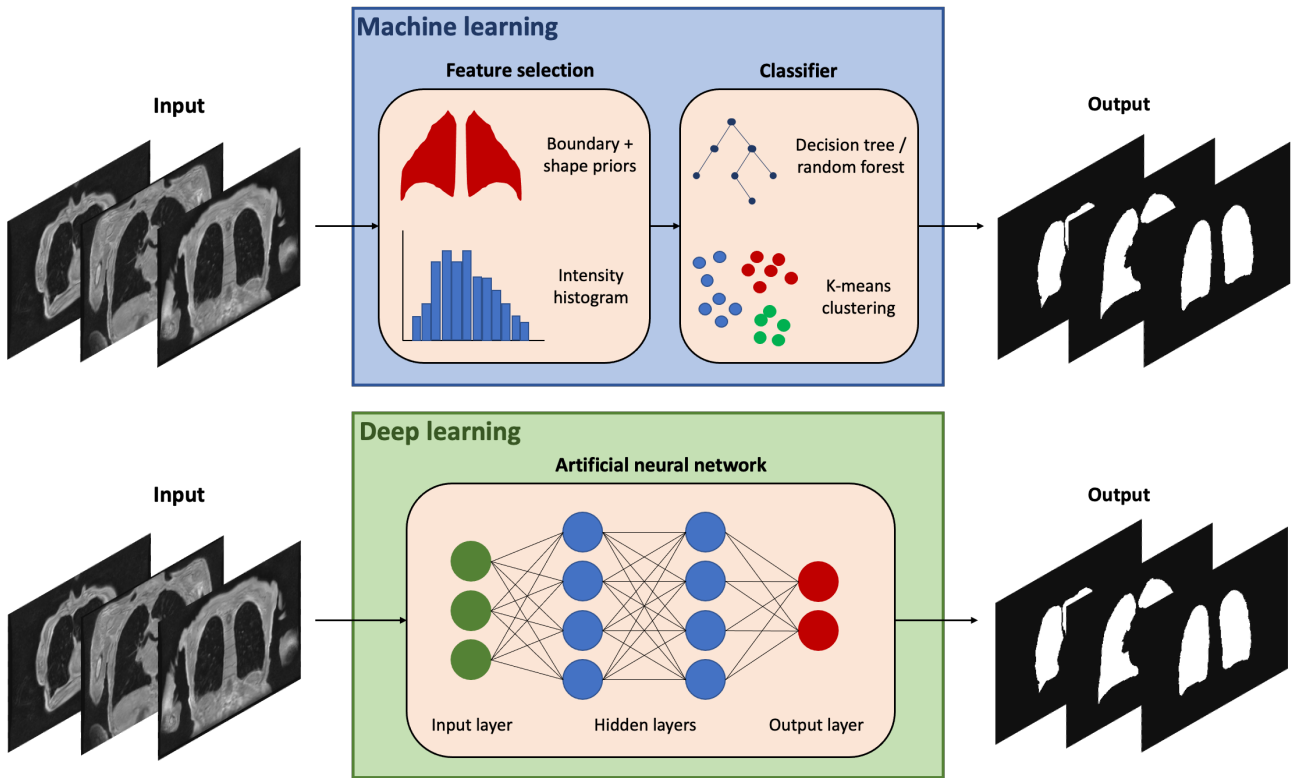 Machine learning
Feature selection
Classifier
Input
Output
Boundary +
shape priors
Decision tree /
random forest
Intensity
histogram
K-means
clustering
Deep learning
Artificial neural network
Input
Output
Input layer
Hidden layers
Output layer